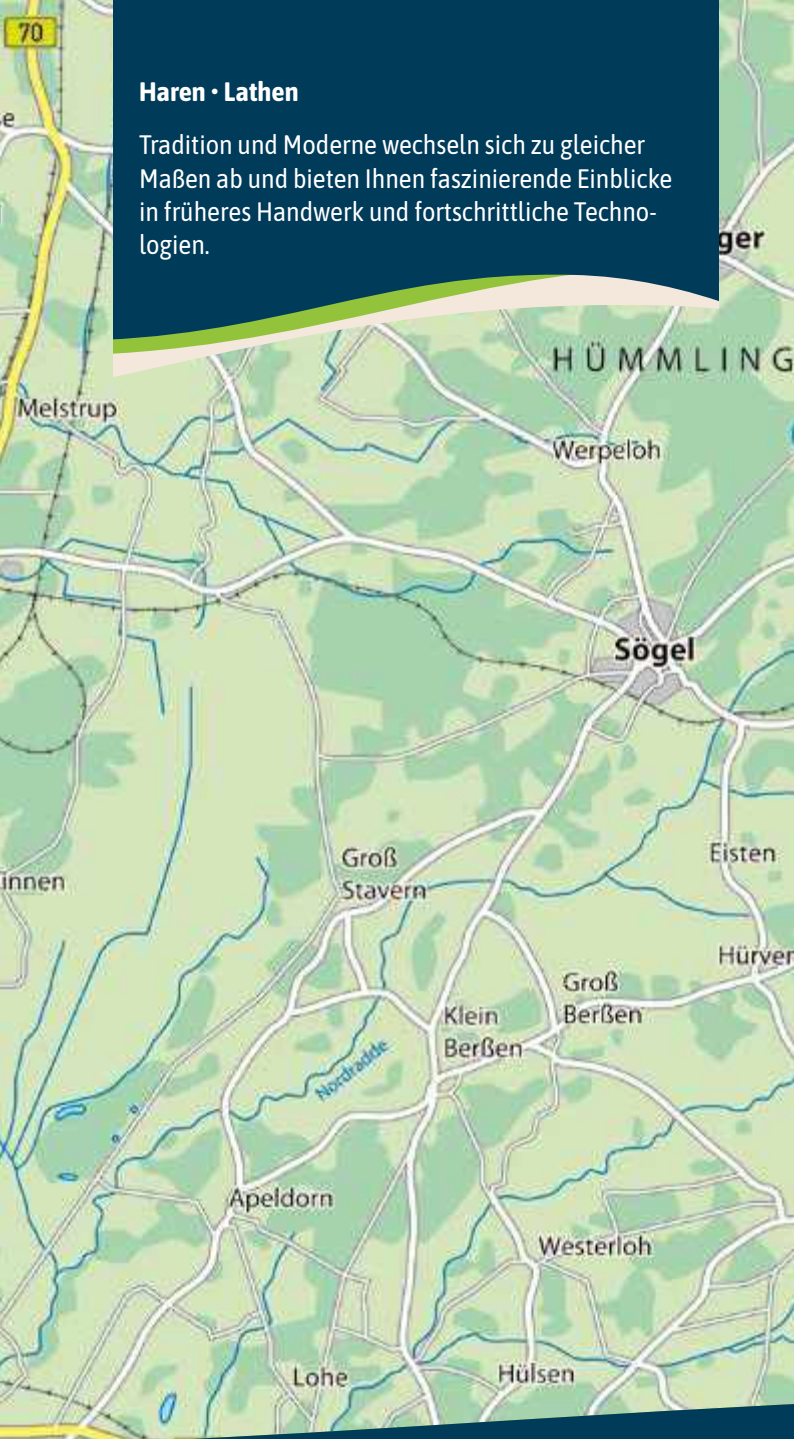 70
Haren · Lathen
Tradition und Moderne wechseln sich zu gleicher
Maßen ab und bieten Ihnen faszinierende Einblicke
in früheres Handwerk und fortschrittliche Techno-
logien.
e
ger
HÜMMLING
Melstrup
Werpeloh
Sögel
Groß
Stavern
Eisten
innen
Hürver
Groß
Berßen
Klein
Berßen
Nordradde
Apeldorn
Westerloh
Lohe
Hülsen